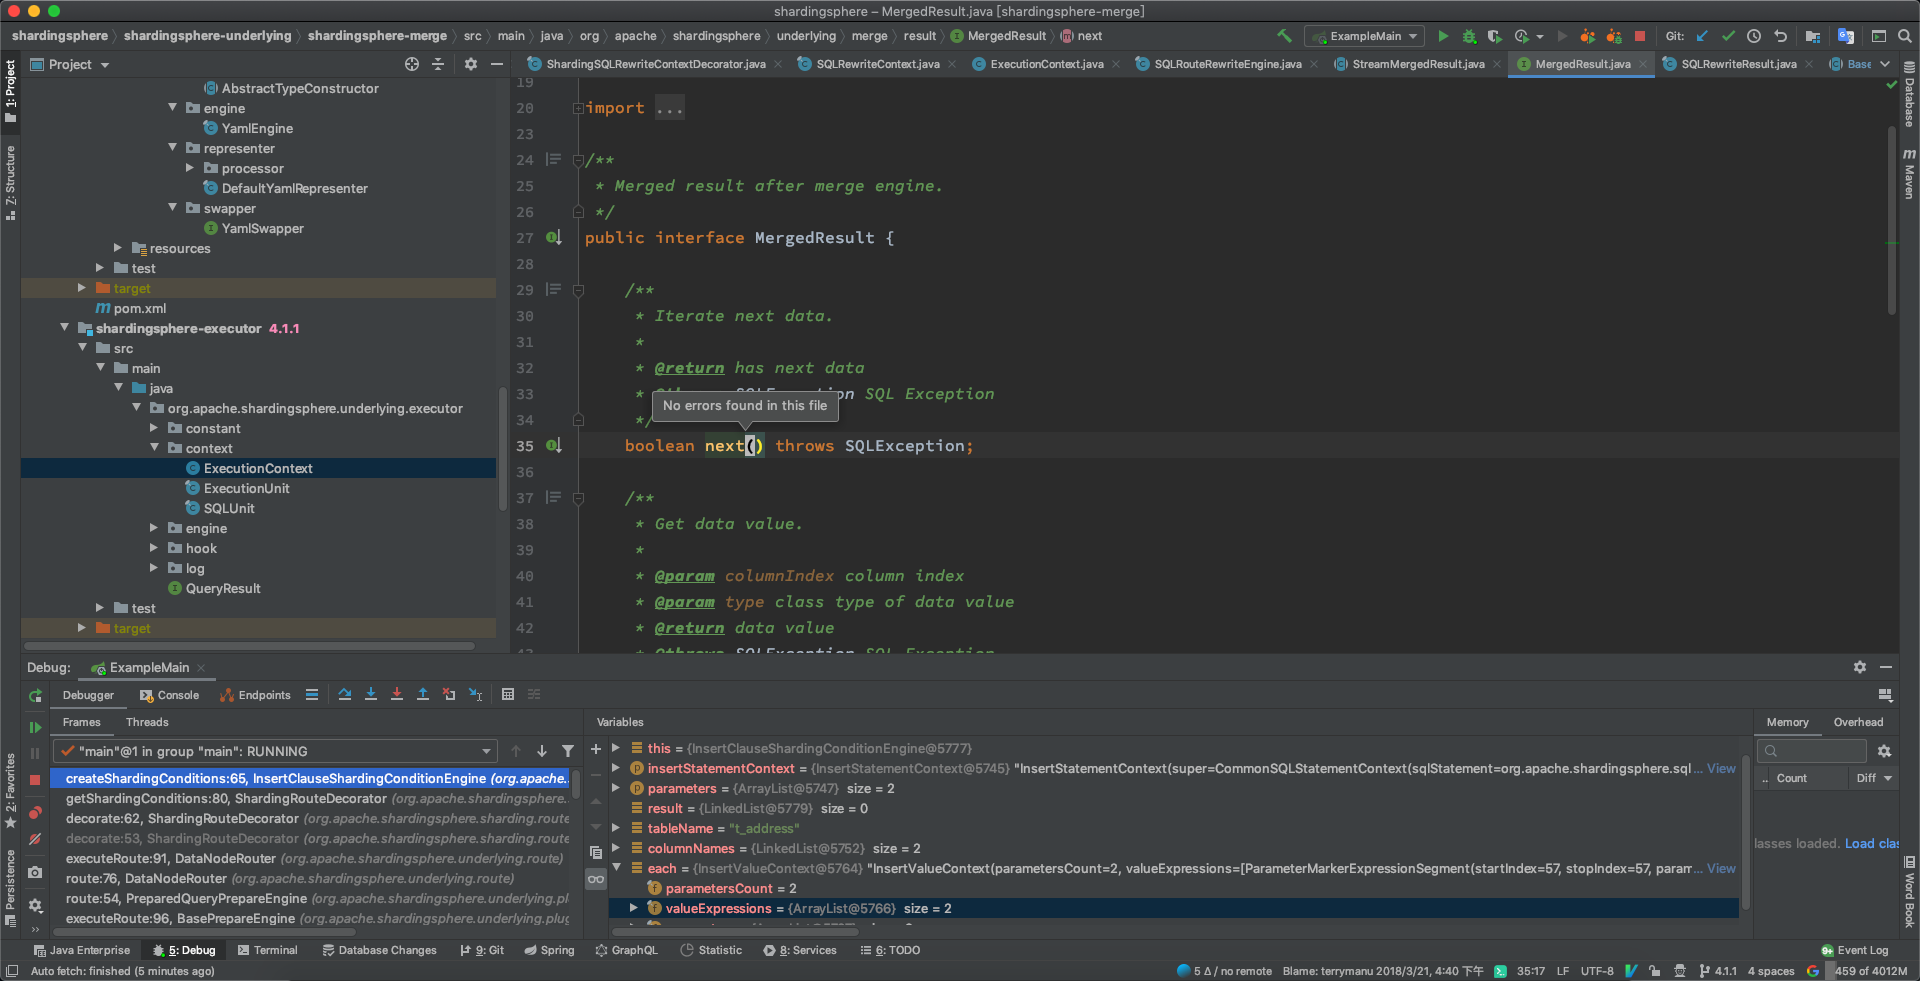 shardingsphere – MergedResult.java [shardingsphere-merge]
shardingsphere shardingsphere-underlying shardingsphere-merge src main java org apache shardingsphere underlying merge result MergedResult next
ExampleMain
Git:
1: Project
Z: Structure
2: Favorites
Persistence
Project
ShardingSQLRewriteContextDecorator.java SQLRewriteContext.java ExecutionContext.java SQLRouteRewriteEngine.java StreamMergedResult.java MergedResult.java SQLRewriteResult.java Base
Database
Maven
Word Book
AbstractTypeConstructor
engine
YamlEngine
representer
processor
DefaultYamlRepresenter
swapper
YamlSwapper
resources
test
target
pom.xml
shardingsphere-executor 4.1.1
src
main
java
org.apache.shardingsphere.underlying.executor
constant
context
ExecutionContext
ExecutionUnit
SQLUnit
engine
hook
log
QueryResult
test
target
19
20 import ...
23
24 /**
25 * Merged result after merge engine.
26 */
27 public interface MergedResult {
28
29 /**
30 * Iterate next data.
31 *
32 * @return has next data
33 * on SQL Exception
No errors found in this file
34 */
35 boolean next() throws SQLException;
36
37 /**
38 * Get data value.
39 *
40 * @param columnIndex column index
41 * @param type class type of data value
42 * @return data value
* @throws SQLException SQL Exception
Debug: ExampleMain
Debugger Console Endpoints
Frames Threads
"main"@1 in group "main": RUNNING
createShardingConditions:65, InsertClauseShardingConditionEngine (org.apache.
getShardingConditions:80, ShardingRouteDecorator (org.apache.shardingsphere.
decorate:62, ShardingRouteDecorator (org.apache.shardingsphere.sharding.route
decorate:53, ShardingRouteDecorator (org.apache.shardingsphere.sharding.route
executeRoute:91, DataNodeRouter (org.apache.shardingsphere.underlying.route)
route:76, DataNodeRouter (org.apache.shardingsphere.underlying.route)
route:54, PreparedQueryPrepareEngine (org.apache.shardingsphere.underlying.pl
executeRoute:96, BasePrepareEngine (org.apache.shardingsphere.underlying.plug
Variables
this = {InsertClauseShardingConditionEngine@5777}
insertStatementContext = {InsertStatementContext@5745} "InsertStatementContext(super=CommonSQLStatementContext(sqlStatement=org.apache.shardingsphere.sql ... View
parameters = {ArrayList@5747} size = 2
result = {LinkedList@5779} size = 0
tableName = "t_address"
columnNames = {LinkedList@5752} size = 2
each = {InsertValueContext@5764} "InsertValueContext(parametersCount=2, valueExpressions=[ParameterMarkerExpressionSegment(startIndex=57, stopIndex=57, param... View
parametersCount = 2
valueExpressions = {ArrayList@5766} size = 2
Memory Overhead
.. Count Diff
lasses loaded. Load clas
Java Enterprise 5: Debug Terminal Database Changes 9: Git Spring GraphQL Statistic 8: Services 6: TODO Event Log
Auto fetch: finished (5 minutes ago)
5 Δ / no remote Blame: terrymanu 2018/3/21, 4:40 下午 35:17 LF UTF-8 4.1.1 4 spaces 459 of 4012M